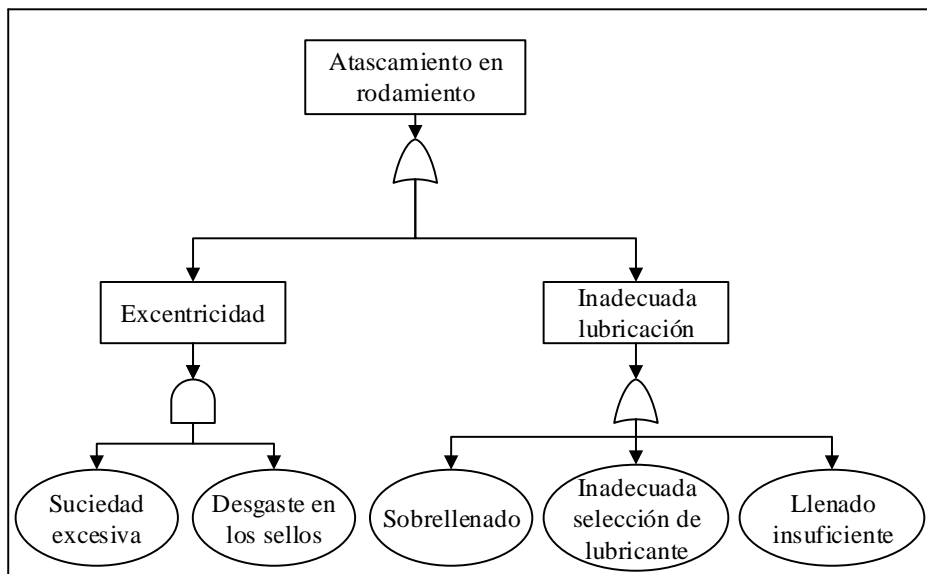 Atascamiento en
rodamiento
Excentricidad
Inadecuada
lubricación
Suciedad
excesiva
Desgaste en
los sellos
Sobrellenado
Inadecuada
selección de
lubricante
Llenado
insuficiente